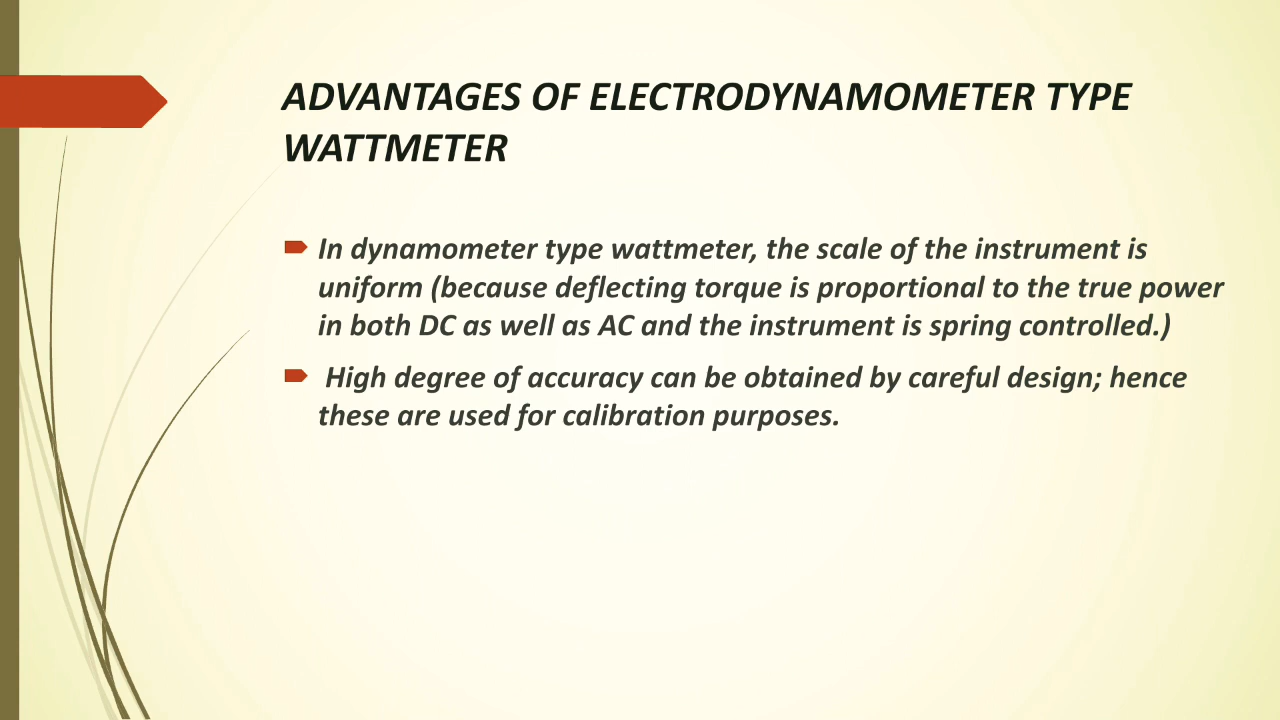 ADVANTAGES OF ELECTRODYNAMOMETER TYPE
WATTMETER
In dynamometer type wattmeter, the scale of the instrument is
uniform (because deflecting torque is proportional to the true power
in both DC as well as AC and the instrument is spring controlled.)
High degree of accuracy can be obtained by careful design; hence
these are used for calibration purposes.